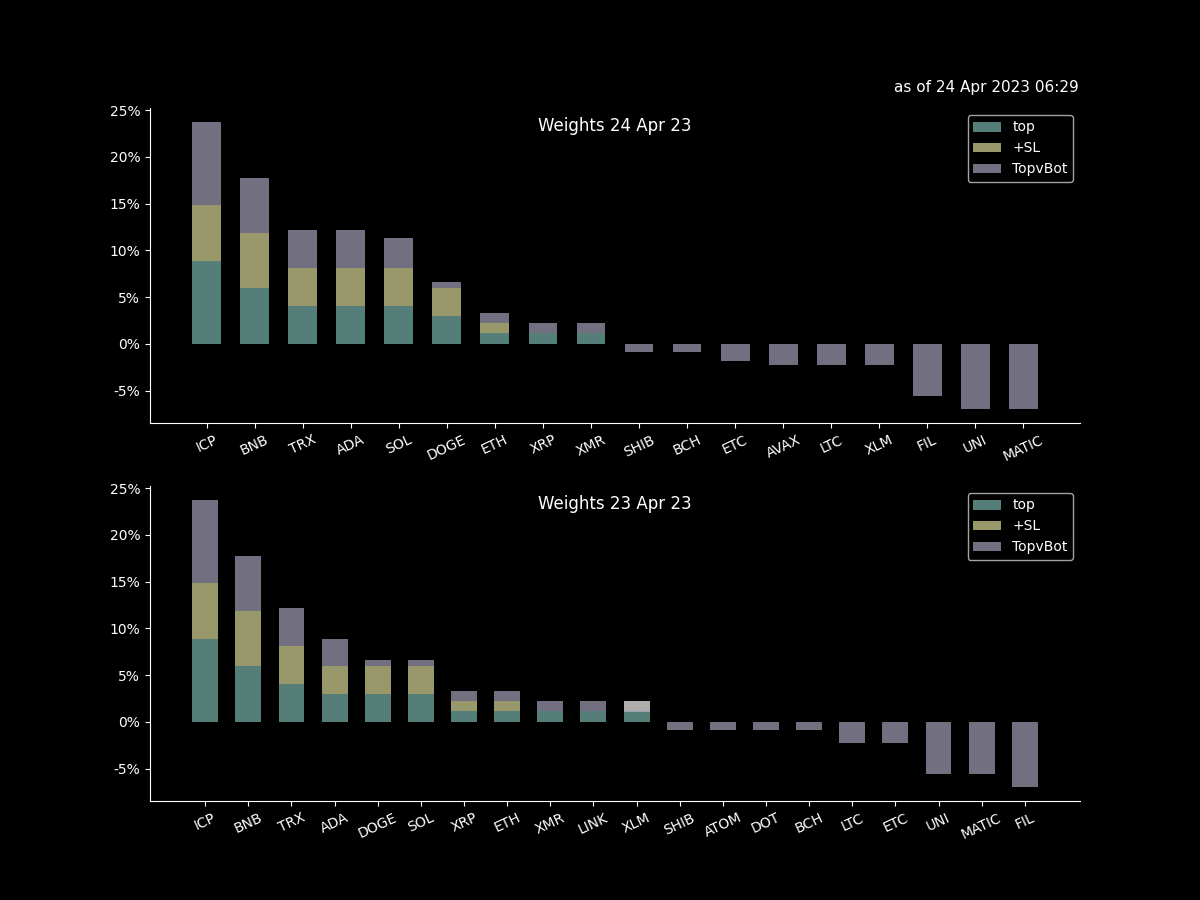 as of 24 Apr 2023 06:29
Weights 24 Apr 23
25%
20%
15%
10%
5%
0%
-5%
top
+SL
TopvBot
ICP BNB TRX ADA SOL DOGE ETH XRP XMR SHIB BCH ETC AVAX LTC XLM FIL UNI MATIC
Weights 23 Apr 23
25%
20%
15%
10%
5%
0%
-5%
top
+SL
TopvBot
ICP BNB TRX ADA DOGE SOL XRP ETH XMR LINK XLM SHIB ATOM DOT BCH LTC ETC UNI MATIC FIL